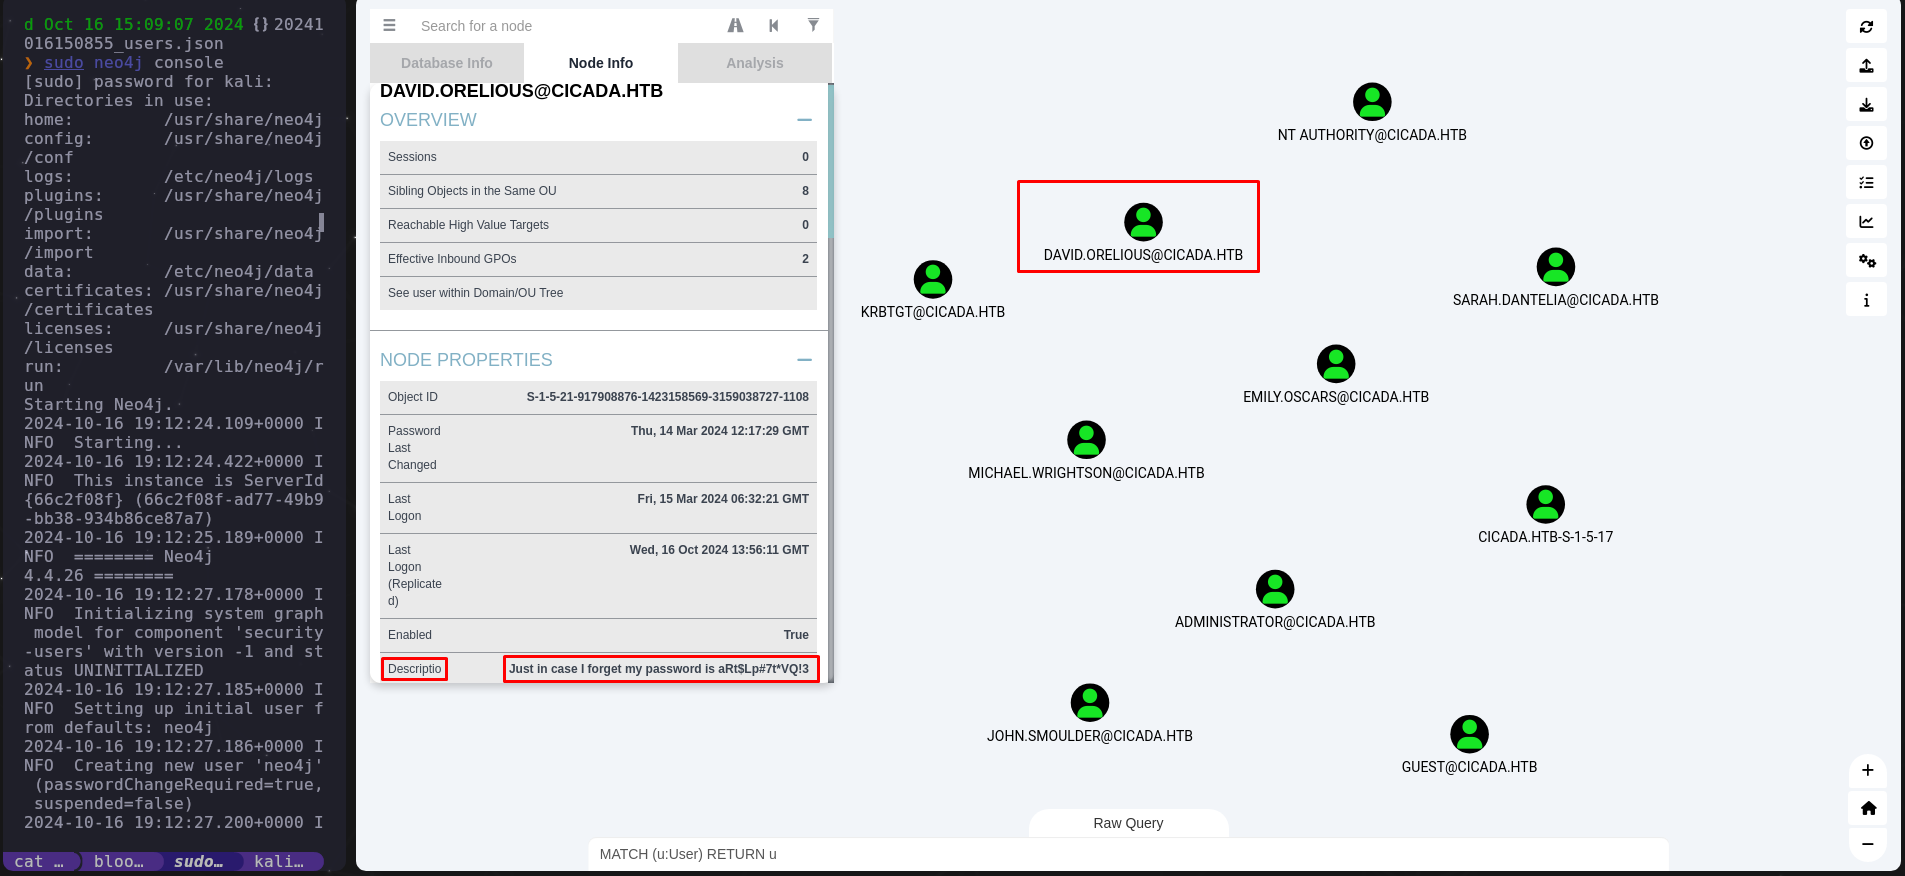 d Oct 16 15:09:07 2024 {} 20241
016150855_users.json
❯ sudo neo4j console
[sudo] password for kali:
Directories in use:
home:         /usr/share/neo4j
config:       /usr/share/neo4j
/conf
logs:         /etc/neo4j/logs
plugins:      /usr/share/neo4j
/plugins
import:       /usr/share/neo4j
/import
data:         /etc/neo4j/data
certificates: /usr/share/neo4j
/certificates
licenses:     /usr/share/neo4j
/licenses
run:          /var/lib/neo4j/r
un
Starting Neo4j.
2024-10-16 19:12:24.109+0000 I
NFO  Starting...
2024-10-16 19:12:24.422+0000 I
NFO  This instance is ServerId
{66c2f08f} (66c2f08f-ad77-49b9
-bb38-934b86ce87a7)
2024-10-16 19:12:25.189+0000 I
NFO  ======== Neo4j
4.4.26 ========
2024-10-16 19:12:27.178+0000 I
NFO  Initializing system graph
 model for component 'security
-users' with version -1 and st
atus UNINITIALIZED
2024-10-16 19:12:27.185+0000 I
NFO  Setting up initial user f
rom defaults: neo4j
2024-10-16 19:12:27.186+0000 I
NFO  Creating new user 'neo4j'
 (passwordChangeRequired=true,
 suspended=false)
2024-10-16 19:12:27.200+0000 I
cat … bloo… sudo… kali…
Search for a node
Database Info Node Info Analysis
DAVID.ORELIOUS@CICADA.HTB
OVERVIEW
Sessions 0
Sibling Objects in the Same OU 8
Reachable High Value Targets 0
Effective Inbound GPOs 2
See user within Domain/OU Tree
NODE PROPERTIES
Object ID S-1-5-21-917908876-1423158569-3159038727-1108
Password Thu, 14 Mar 2024 12:17:29 GMT
Last
Changed
Last Fri, 15 Mar 2024 06:32:21 GMT
Logon
Last Wed, 16 Oct 2024 13:56:11 GMT
Logon
(Replicate
d)
Enabled True
Descriptio Just in case I forget my password is aRt$Lp#7t*VQ!3
NT AUTHORITY@CICADA.HTB
DAVID.ORELIOUS@CICADA.HTB
SARAH.DANTELIA@CICADA.HTB
KRBTGT@CICADA.HTB
EMILY.OSCARS@CICADA.HTB
MICHAEL.WRIGHTSON@CICADA.HTB
CICADA.HTB-S-1-5-17
ADMINISTRATOR@CICADA.HTB
JOHN.SMOULDER@CICADA.HTB
GUEST@CICADA.HTB
Raw Query
MATCH (u:User) RETURN u